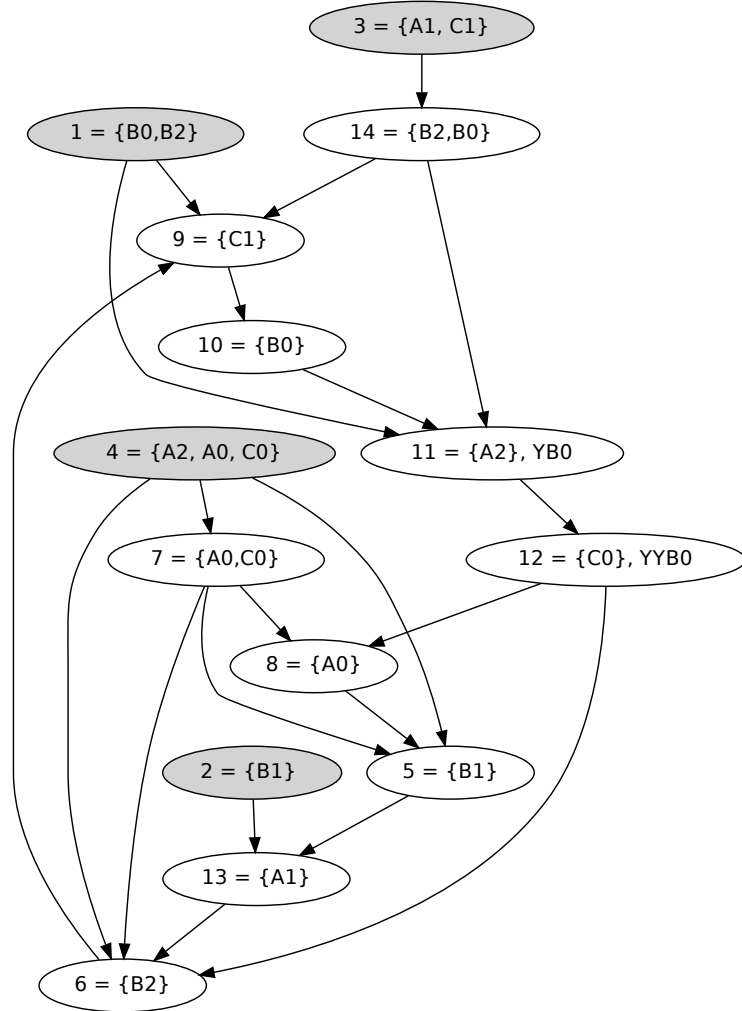 3 = {A1, C1}
1 = {B0,B2}
14 = {B2,B0}
9 = {C1}
10 = {B0}
4 = {A2, A0, C0}
11 = {A2}, YB0
7 = {A0,C0}
12 = {C0}, YYB0
8 = {A0}
2 = {B1}
5 = {B1}
13 = {A1}
6 = {B2}